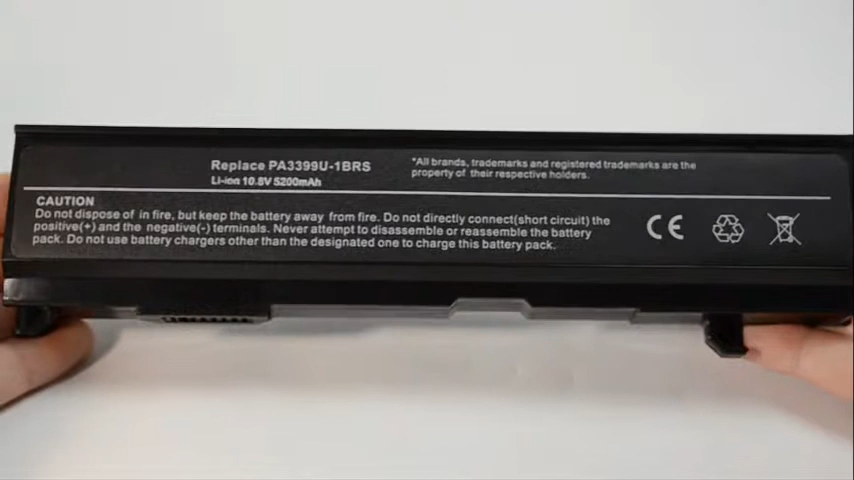 Replace PA3399U-1BRS
Li-ion 10.8V 5200mAh
*All brands, trademarks and registered trademarks are the
property of their respective holders.
CAUTION
Do not dispose of in fire, but keep the battery away from fire. Do not directly connect(short circuit) the
positive(+) and the negative(-) terminals. Never attempt to disassemble or reassemble the battery
pack. Do not use battery chargers other than the designated one to charge this battery pack.
CE